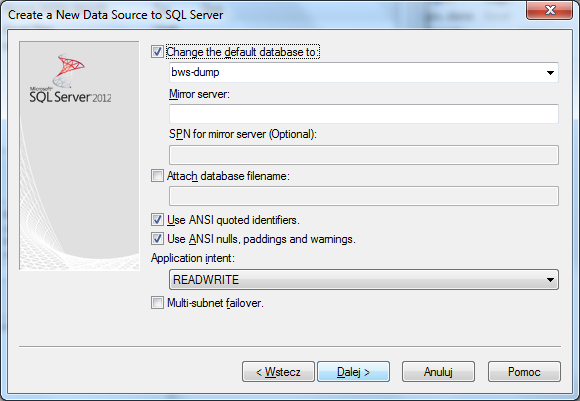 Create a New Data Source to SQL Server
Microsoft
SQL Server 2012
Change the default database to:
bws-dump
Mirror server:
SPN for mirror server (Optional):
Attach database filename:
Use ANSI quoted identifiers.
Use ANSI nulls, paddings and warnings.
Application intent:
READWRITE
Multi-subnet failover.
< Wstecz
Dalej >
Anuluj
Pomoc